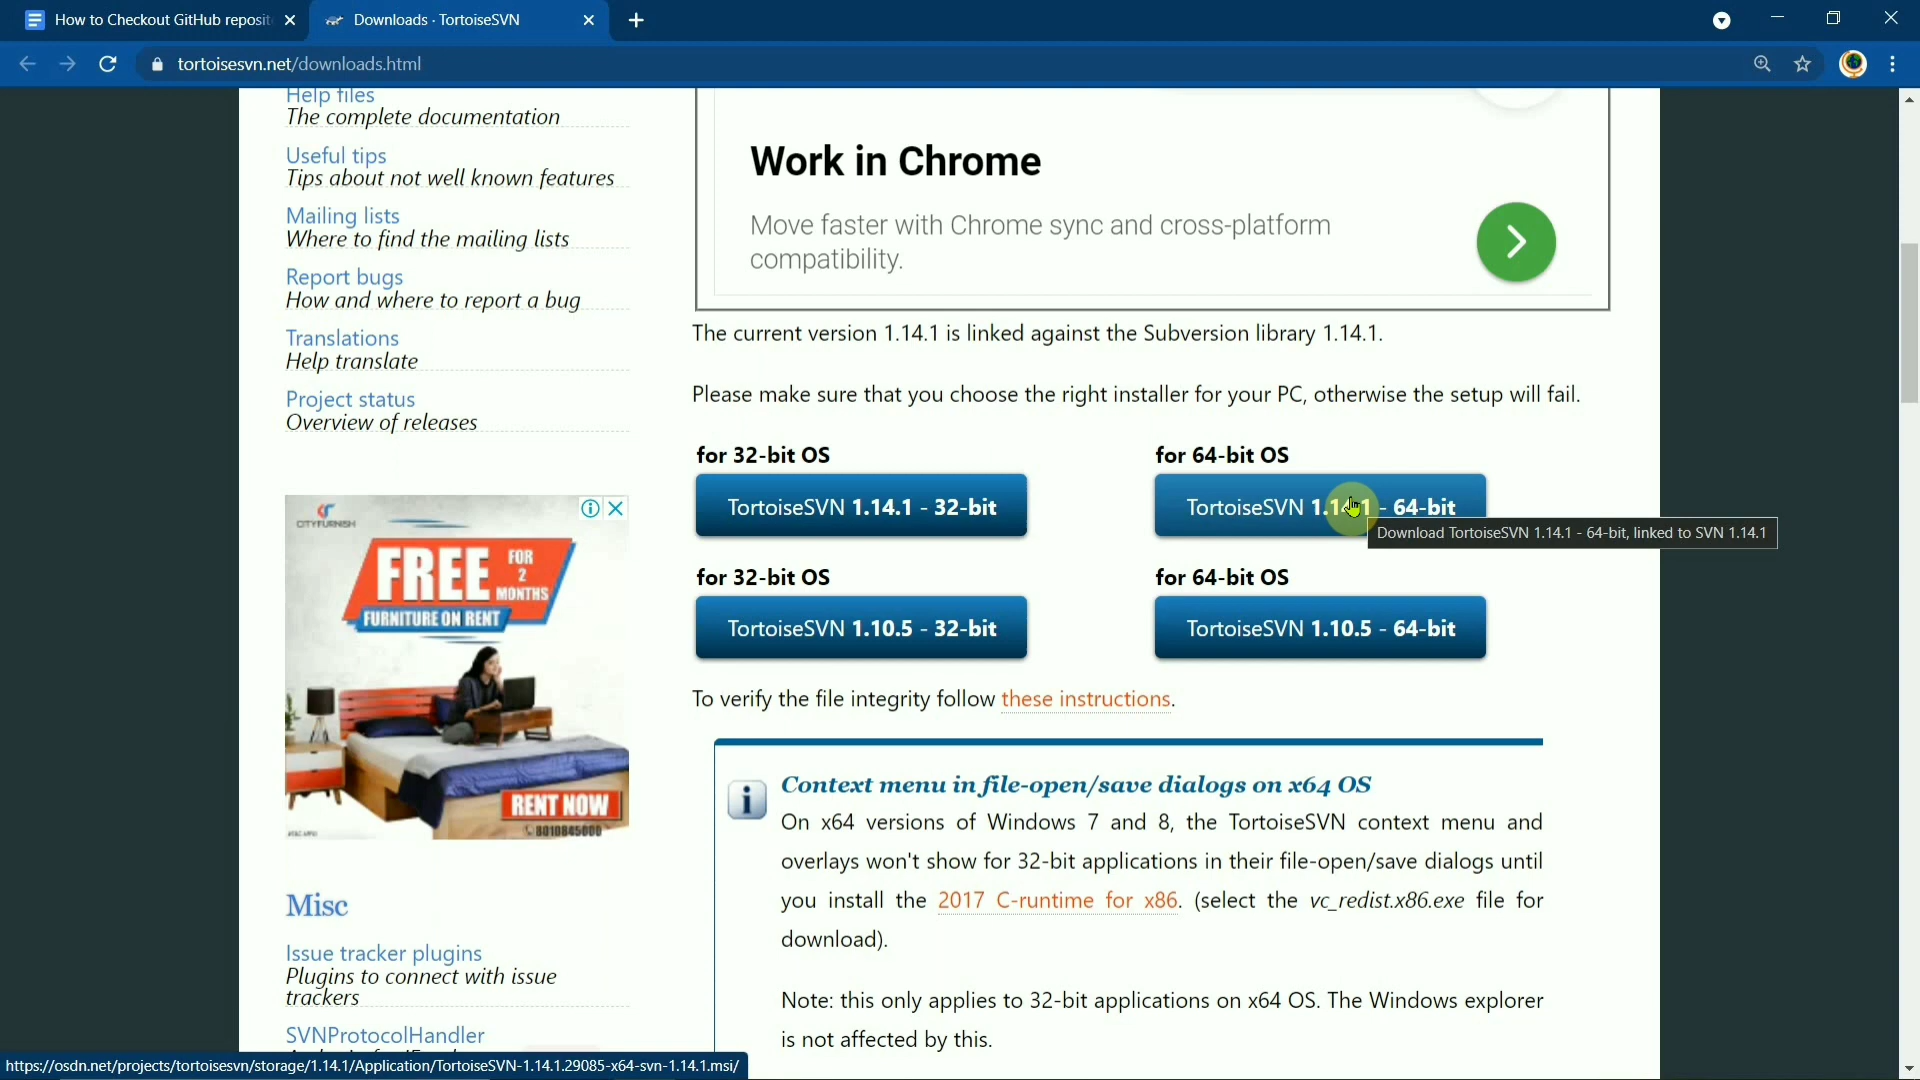 How to Checkout GitHub reposit
Downloads · TortoiseSVN
tortoisesvn.net/downloads.html
Help files
The complete documentation
Useful tips
Tips about not well known features
Mailing lists
Where to find the mailing lists
Report bugs
How and where to report a bug
Translations
Help translate
Project status
Overview of releases
CITYFURNISH
FREE FOR 2 MONTHS
FURNITURE ON RENT
RENT NOW
8010845000
Misc
Issue tracker plugins
Plugins to connect with issue
trackers
SVNProtocolHandler
Work in Chrome
Move faster with Chrome sync and cross-platform
compatibility.
The current version 1.14.1 is linked against the Subversion library 1.14.1.
Please make sure that you choose the right installer for your PC, otherwise the setup will fail.
for 32-bit OS
for 64-bit OS
TortoiseSVN 1.14.1 - 32-bit
TortoiseSVN 1.14.1 - 64-bit
Download TortoiseSVN 1.14.1 - 64-bit, linked to SVN 1.14.1
for 32-bit OS
for 64-bit OS
TortoiseSVN 1.10.5 - 32-bit
TortoiseSVN 1.10.5 - 64-bit
To verify the file integrity follow these instructions.
Context menu in file-open/save dialogs on x64 OS
On x64 versions of Windows 7 and 8, the TortoiseSVN context menu and
overlays won't show for 32-bit applications in their file-open/save dialogs until
you install the 2017 C-runtime for x86. (select the vc_redist.x86.exe file for
download).
Note: this only applies to 32-bit applications on x64 OS. The Windows explorer
is not affected by this.
https://osdn.net/projects/tortoisesvn/storage/1.14.1/Application/TortoiseSVN-1.14.1.29085-x64-svn-1.14.1.msi/